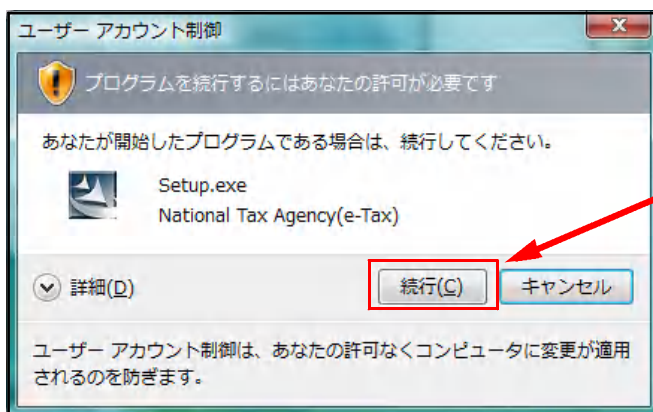 ユーザー アカウント制御
プログラムを続行するにはあなたの許可が必要です
あなたが開始したプログラムである場合は、続行してください。
Setup.exe
National Tax Agency(e-Tax)
詳細(D)
続行(C)
キャンセル
ユーザー アカウント制御は、あなたの許可なくコンピュータに変更が適用
されるのを防ぎます。